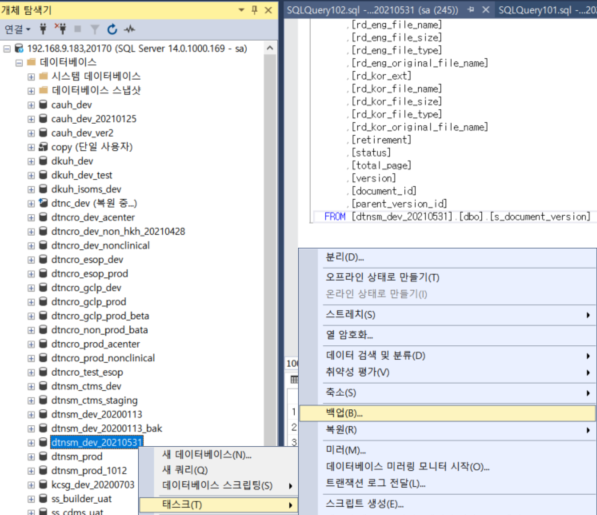 개체 탐색기
연결
192.168.9.183,20170 (SQL Server 14.0.1000.169 - sa)
데이터베이스
시스템 데이터베이스
데이터베이스 스냅샷
cauh_dev
cauh_dev_20210125
cauh_dev_ver2
copy (단일 사용자)
dkuh_dev
dkuh_dev_test
dkuh_isoms_dev
dtnc_dev (복원 중...)
dtncro_dev_acenter
dtncro_dev_non_hkh_20210428
dtncro_dev_nonclinical
dtncro_esop_dev
dtncro_esop_prod
dtncro_gclp_dev
dtncro_gclp_prod
dtncro_gclp_prod_beta
dtncro_non_prod_bata
dtncro_prod_acenter
dtncro_prod_nonclinical
dtncro_test_esop
dtnsm_ctms_dev
dtnsm_ctms_staging
dtnsm_dev_20200113
dtnsm_dev_20200113_bak
dtnsm_dev_20210531
dtnsm_prod
dtnsm_prod_1012
kcsg_dev_20200703
ss_builder_uat
ss_cdms_uat
새 데이터베이스(N)...
새 쿼리(Q)
데이터베이스 스크립팅(S)
태스크(T)
SQLQuery102.sql -...20210531 (sa (245))
SQLQuery101.sql -...20
.[rd_eng_file_name]
.[rd_eng_file_size]
.[rd_eng_file_type]
.[rd_eng_original_file_name]
.[rd_kor_ext]
.[rd_kor_file_name]
.[rd_kor_file_size]
.[rd_kor_file_type]
.[rd_kor_original_file_name]
.[retirement]
.[status]
.[total_page]
.[version]
.[document_id]
.[parent_version_id]
FROM [dtnsm_dev_20210531].[dbo].[s_document_version]
100
1
2
3
분리(D)...
오프라인 상태로 만들기(T)
온라인 상태로 만들기(I)
스트레치(S)
열 암호화...
데이터 검색 및 분류(D)
취약성 평가(V)
축소(S)
백업(B)...
복원(R)
미러(M)...
데이터베이스 미러링 모니터 시작(O)...
트랜잭션 로그 전달(L)...
스크립트 생성(E)...